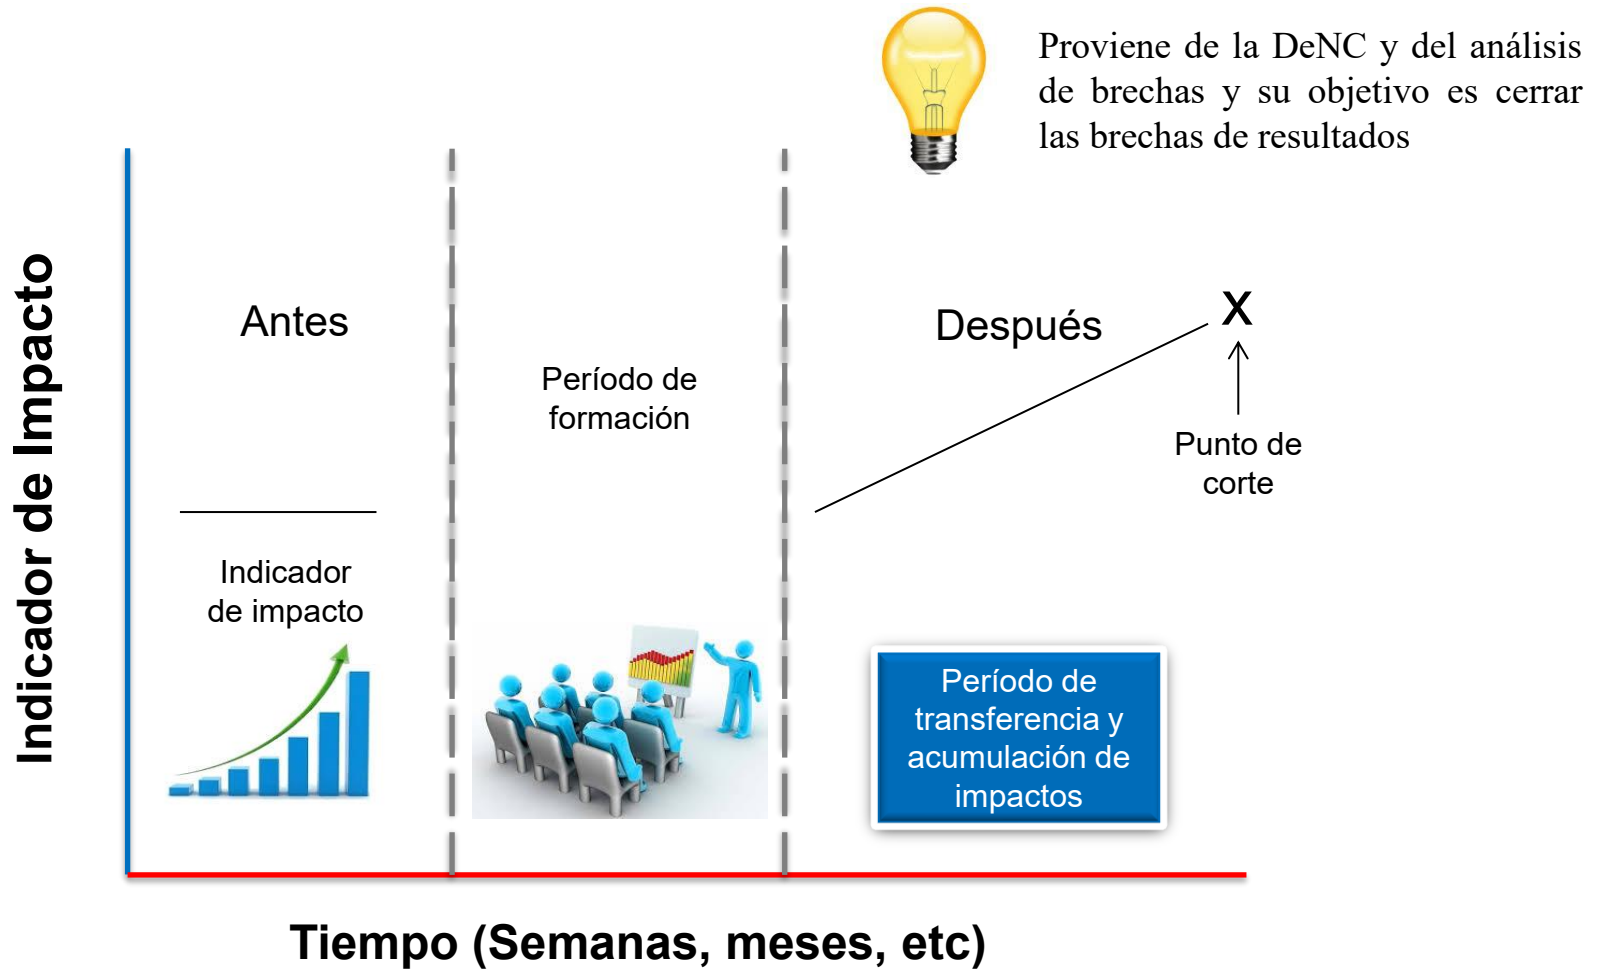 Proviene de la DeNC y del análisis
de brechas y su objetivo es cerrar
las brechas de resultados
Indicador de Impacto
Antes
Período de
formación
Después
X
Punto de
corte
Indicador
de impacto
Período de
transferencia y
acumulación de
impactos
Tiempo (Semanas, meses, etc)